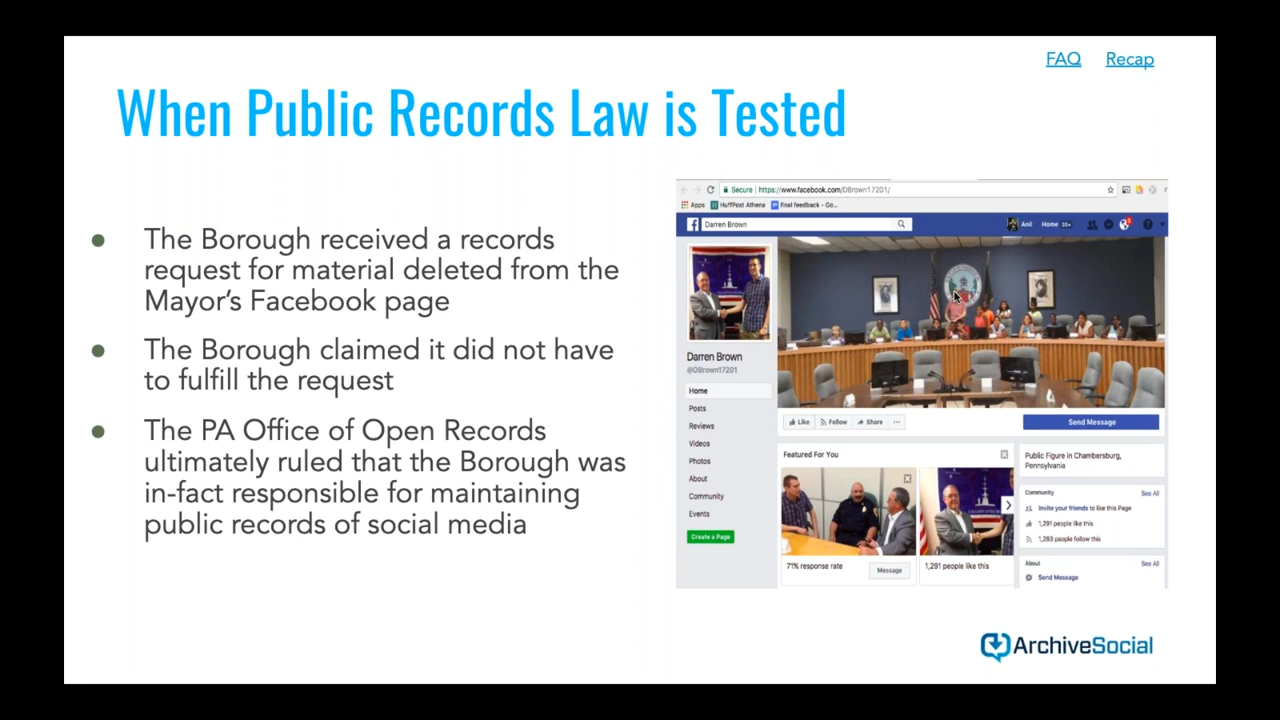 FAQ Recap
When Public Records Law is Tested
The Borough received a records
request for material deleted from the
Mayor's Facebook page
The Borough claimed it did not have
to fulfill the request
The PA Office of Open Records
ultimately ruled that the Borough was
in-fact responsible for maintaining
public records of social media
Secure https://www.facebook.com/DBrown17201/
Apps HuffPost Athena final feedback - Go...
Darren Brown
Anil Home 20+
Darren Brown
@DBrown17201
Home
Posts
Reviews
Videos
Photos
About
Community
Events
Create a Page
Like Follow Share ...
Send Message
Featured For You
71% response rate
Message
1,291 people like this
Public Figure in Chambersburg,
Pennsylvania
Community See All
Invite your friends to like this Page
1,291 people like this
1,283 people follow this
About See All
Send Message
ArchiveSocial